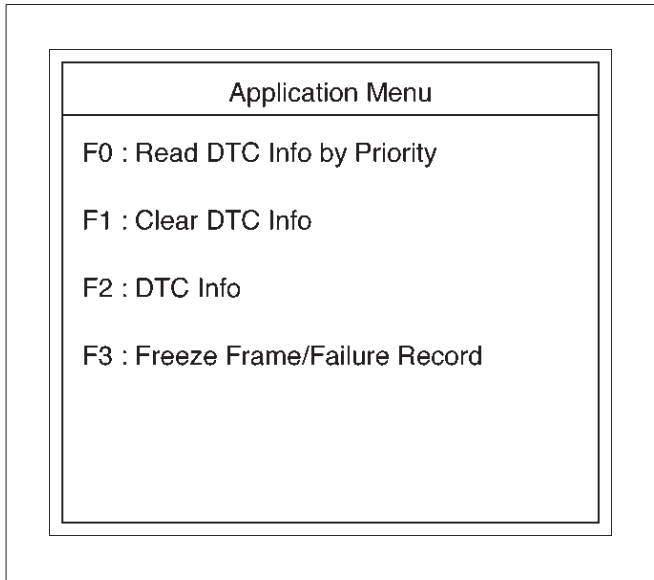 Application Menu
F0 : Read DTC Info by Priority
F1 : Clear DTC Info
F2 : DTC Info
F3 : Freeze Frame/Failure Record